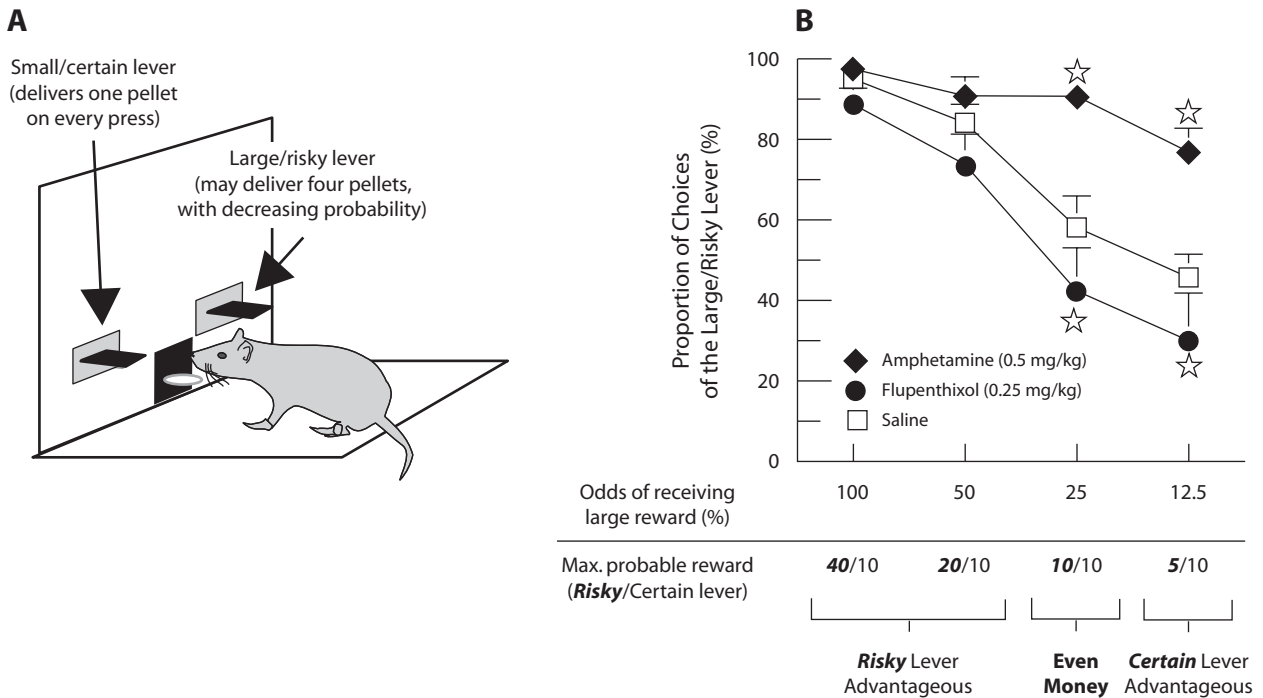 A
Small/certain lever
(delivers one pellet
on every press)
Large/risky lever
(may deliver four pellets,
with decreasing probability)
B
Proportion of Choices
of the Large/Risky Lever (%)
100
80
60
40
20
0
Amphetamine (0.5 mg/kg)
Flupenthixol (0.25 mg/kg)
Saline
Odds of receiving
large reward (%)
100 50 25 12.5
Max. probable reward
(Risky/Certain lever)
40/10 20/10 10/10 5/10
Risky Lever
Advantageous
Even
Money
Certain Lever
Advantageous